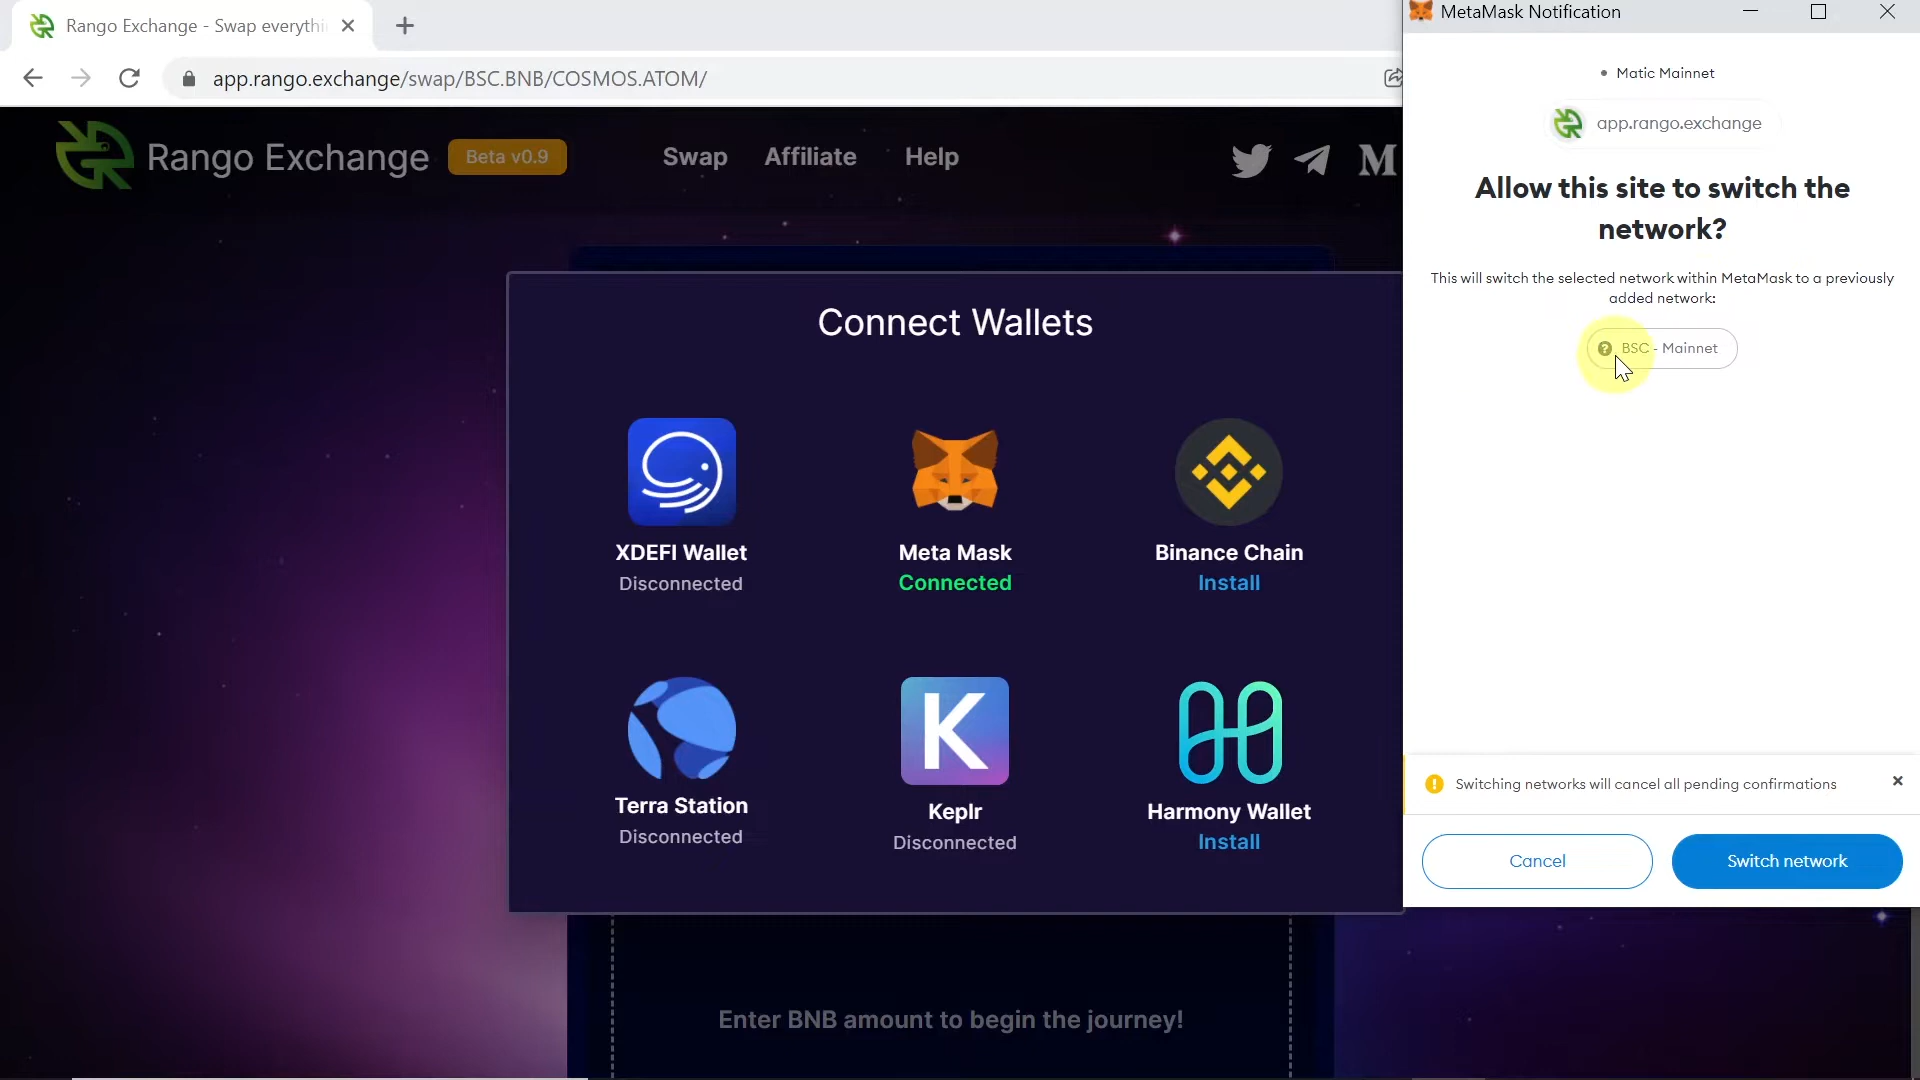 Rango Exchange - Swap everythi
app.rango.exchange/swap/BSC.BNB/COSMOS.ATOM/
Rango Exchange
Beta v0.9
Swap
Affiliate
Help
Connect Wallets
XDEFI Wallet
Disconnected
Meta Mask
Connected
Binance Chain
Install
Terra Station
Disconnected
Keplr
Disconnected
Harmony Wallet
Install
Enter BNB amount to begin the journey!
MetaMask Notification
Matic Mainnet
app.rango.exchange
Allow this site to switch the
network?
This will switch the selected network within MetaMask to a previously
added network:
BSC - Mainnet
Switching networks will cancel all pending confirmations
Cancel
Switch network